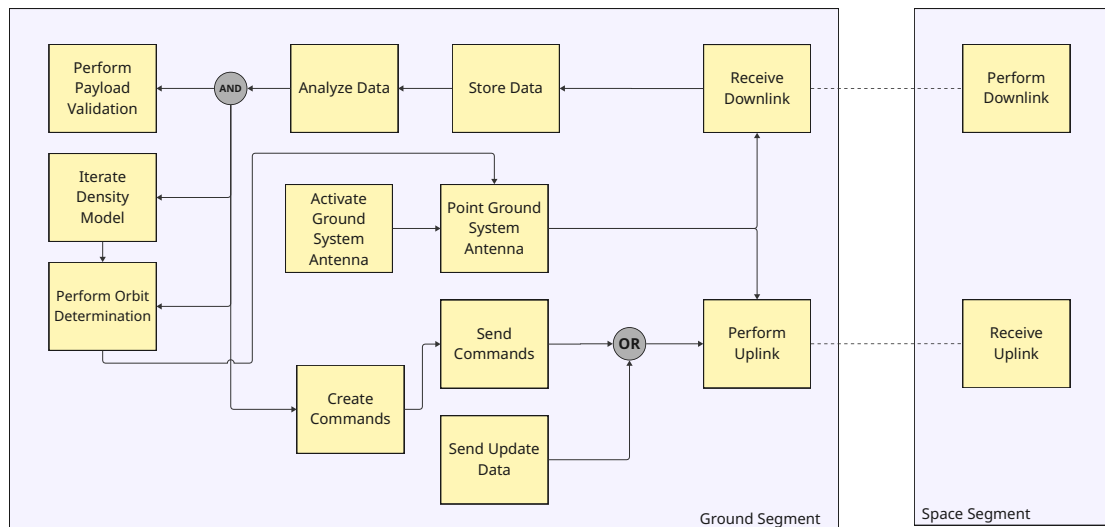 Perform
Payload
Validation
AND
Analyze Data
Store Data
Receive
Downlink
Perform
Downlink
Iterate
Density
Model
Activate
Ground
System
Antenna
Point Ground
System
Antenna
Perform Orbit
Determination
Send
Commands
OR
Perform
Uplink
Receive
Uplink
Create
Commands
Send Update
Data
Ground Segment
Space Segment